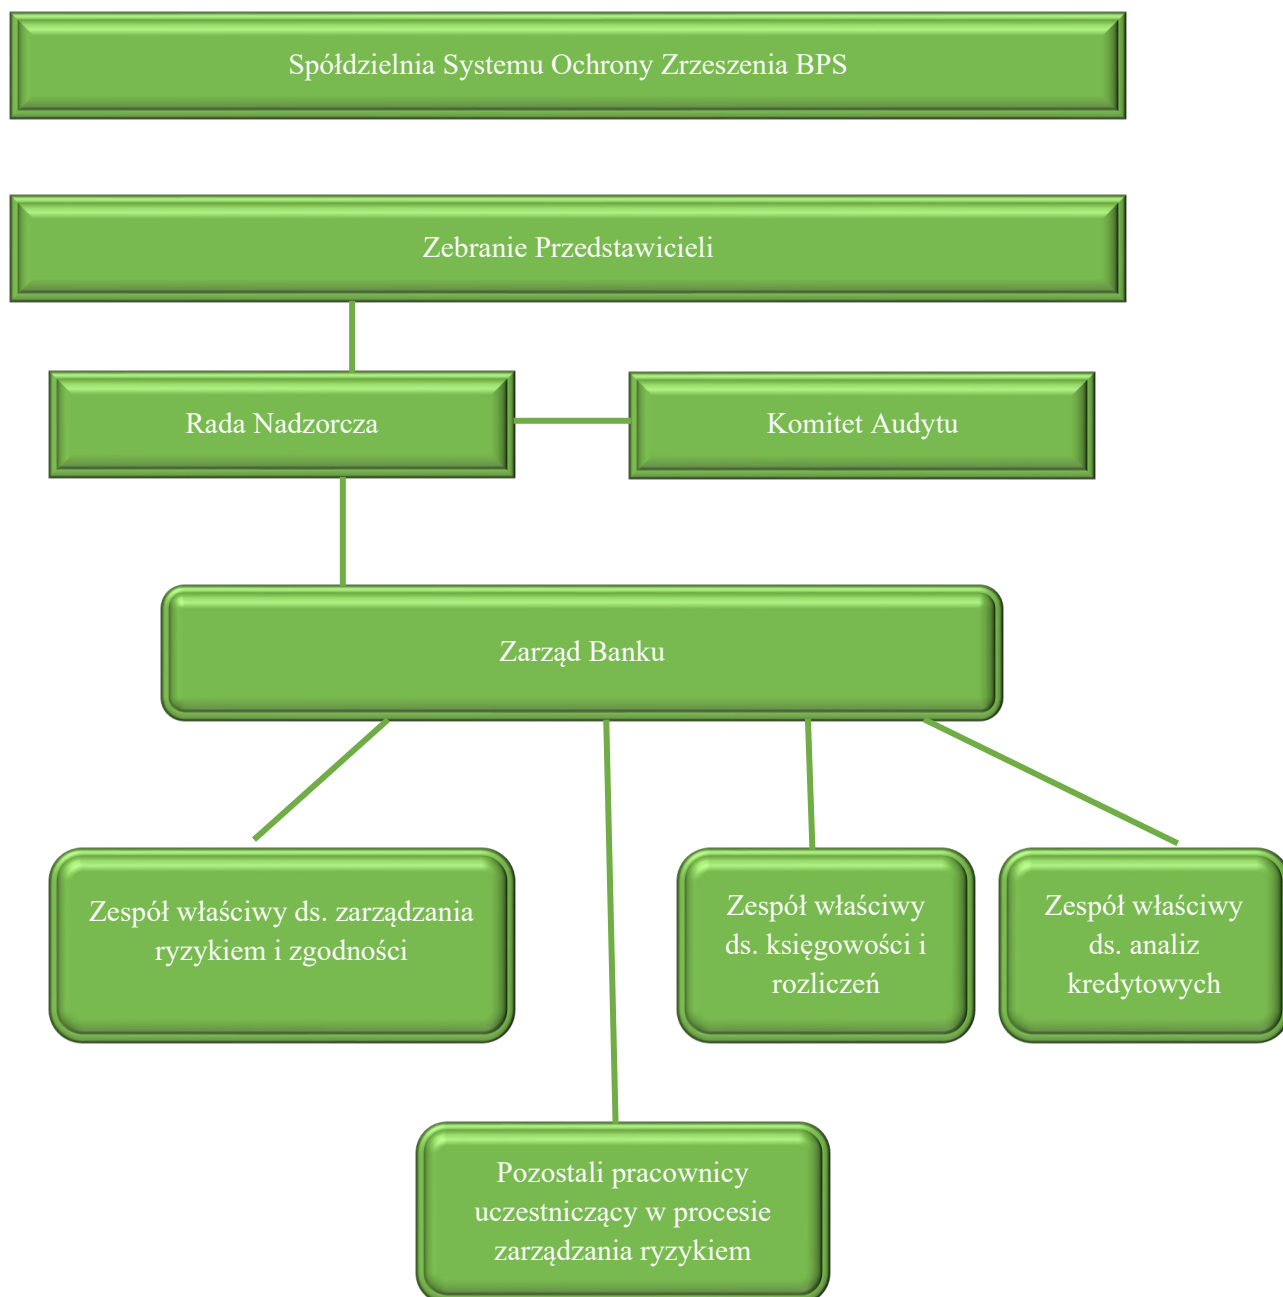 Spółdzielnia Systemu Ochrony Zrzeszenia BPS
Zebranie Przedstawicieli
Rada Nadzorcza
Komitet Audytu
Zarząd Banku
Zespół właściwy ds. zarządzania
ryzykiem i zgodności
Zespół właściwy
ds. księgowości i
rozliczeń
Zespół właściwy
ds. analiz
kredytowych
Pozostali pracownicy
uczestniczący w procesie
zarządzania ryzykiem